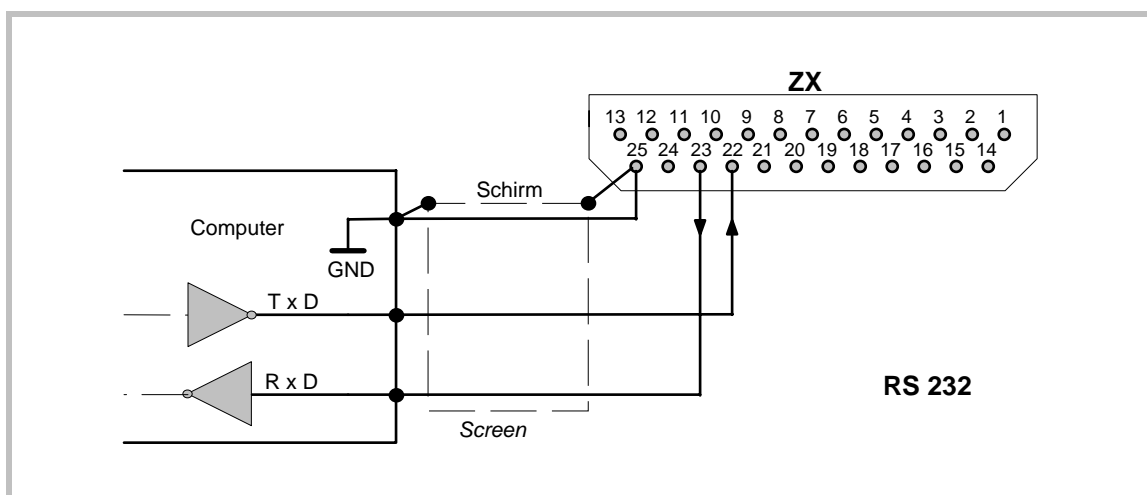 ZX
13 12 11 10 9 8 7 6 5 4 3 2 1
25 24 23 22 21 20 19 18 17 16 15 14
Schirm
Computer
GND
T x D
R x D
RS 232
Screen